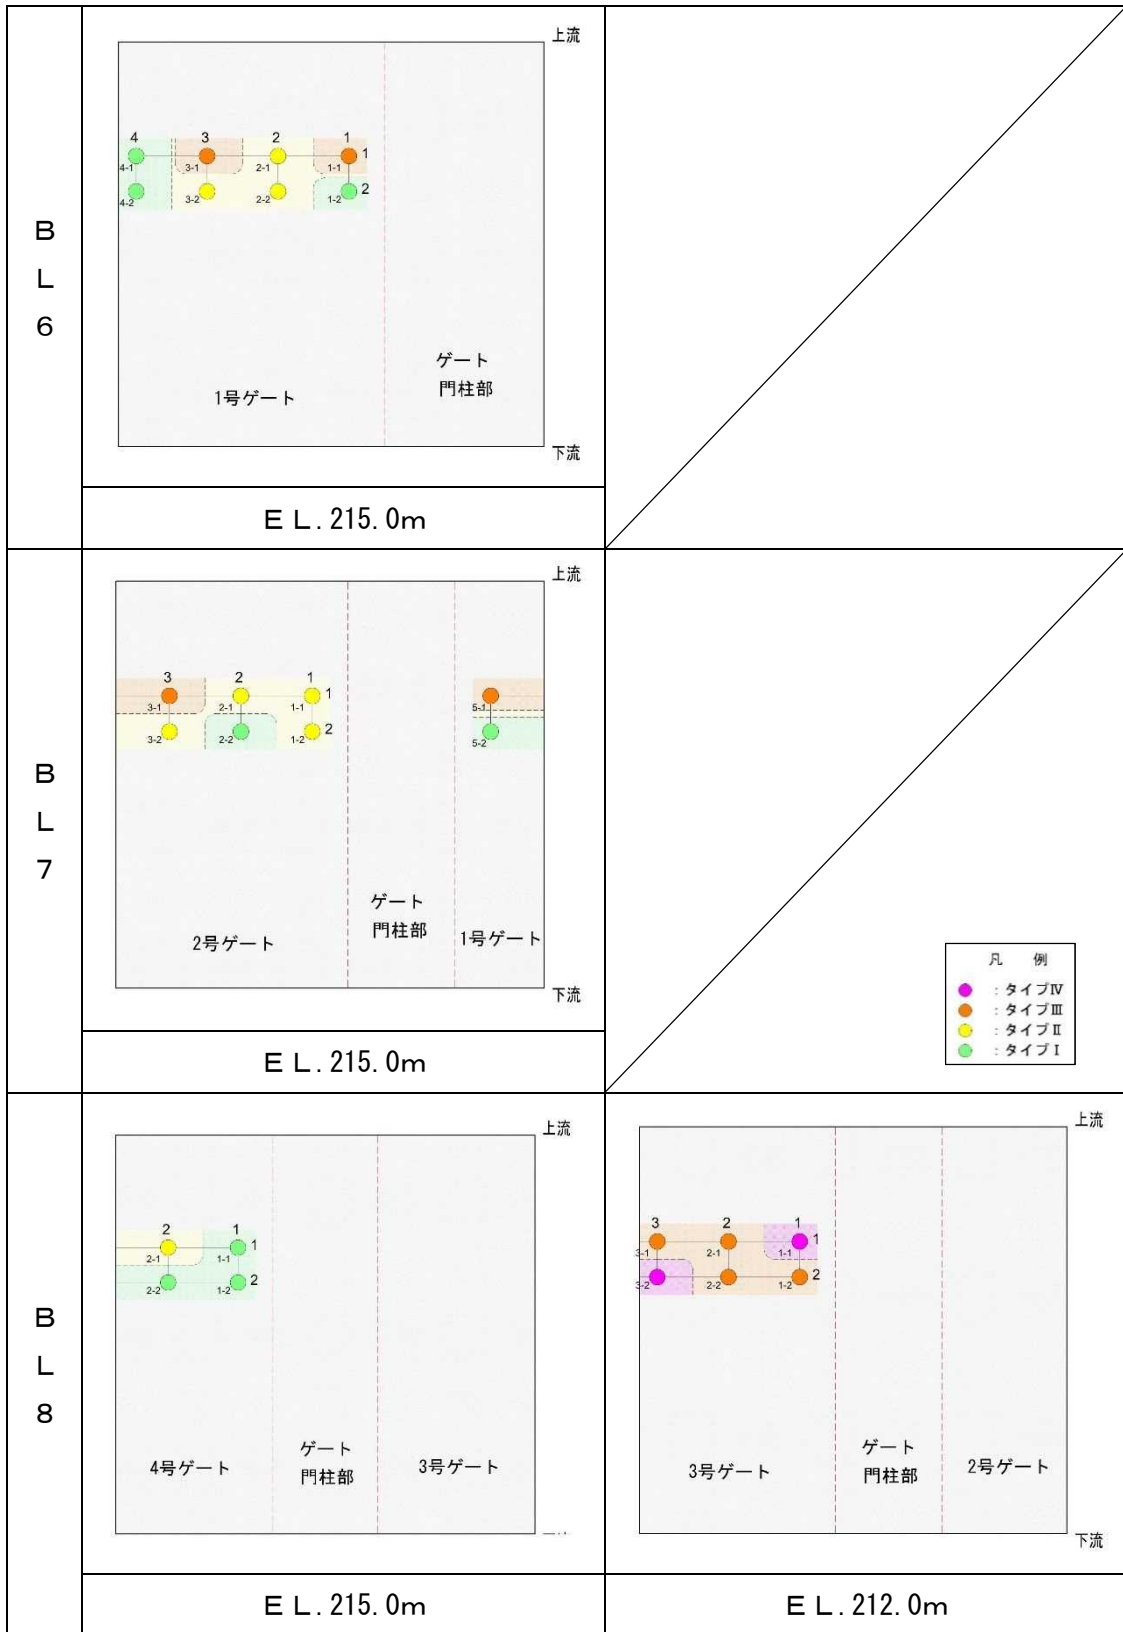 BL6
上流
4 3 2 1
4-1 3-1 2-1 1-1 1
4-2 3-2 2-2 1-2 2
ゲート
門柱部
1号ゲート
下流
ＥＬ.215.0m
BL7
上流
3 2 1
3-1 2-1 1-1 1 5-1
3-2 2-2 1-2 2 5-2
ゲート
門柱部
2号ゲート
1号ゲート
下流
ＥＬ.215.0m
凡 例
：タイプⅣ
：タイプⅢ
：タイプⅡ
：タイプⅠ
BL8
上流
2 1
2-1 1-1 1
2-2 1-2 2
ゲート
門柱部
4号ゲート
3号ゲート
ＥＬ.215.0m
上流
3 2 1
3-1 2-1 1-1 1
3-2 2-2 1-2 2
ゲート
門柱部
3号ゲート
2号ゲート
下流
ＥＬ.212.0m